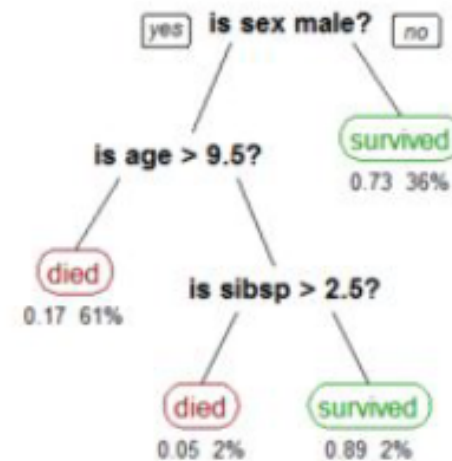 yes is sex male? no
is age > 9.5?
survived
0.73 36%
died
0.17 61%
is sibsp > 2.5?
died
0.05 2%
survived
0.89 2%